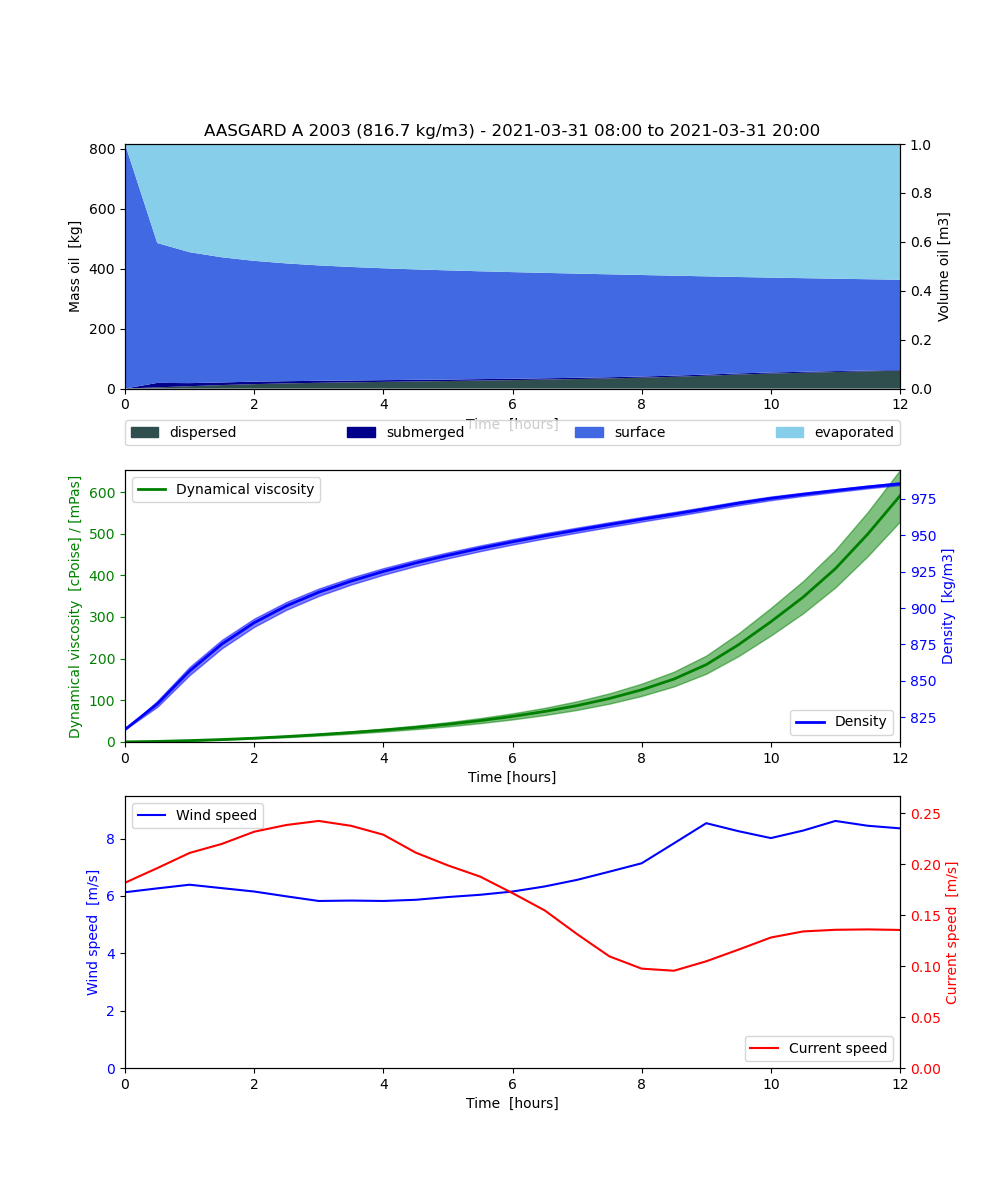 AASGARD A 2003 (816.7 kg/m3) - 2021-03-31 08:00 to 2021-03-31 20:00
Mass oil [kg]
800
600
400
200
0
1.0
0.8
0.6
0.4
0.2
0.0
Volume oil [m3]
0 2 4 6 8 10 12
Time [hours]
dispersed submerged surface evaporated
Dynamical viscosity [cPoise] / [mPas]
600
500
400
300
200
100
0
Dynamical viscosity
975
950
925
900
875
850
825
Density [kg/m3]
Density
0 2 4 6 8 10 12
Time [hours]
Wind speed [m/s]
8
6
4
2
0
Wind speed
0.25
0.20
0.15
0.10
0.05
0.00
Current speed [m/s]
Current speed
0 2 4 6 8 10 12
Time [hours]